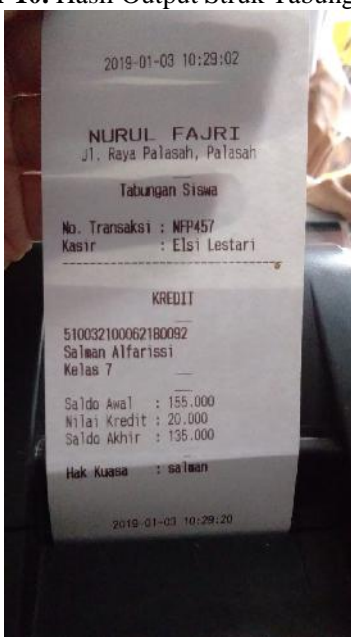 10. Hasil Output Struk Tabung
2019-01-03 10:29:02
NURUL FAJRI
Jl. Raya Palasah, Palasah
Tabungan Siswa
No. Transaksi : NFP457
Kasir : Elsi Lestari
KREDIT
510032100062180092
Salman Alfarissi
Kelas 7
Saldo Awal : 155.000
Nilai Kredit : 20.000
Saldo Akhir : 135.000
Hak Kuasa : salman
2019-01-03 10:29:20